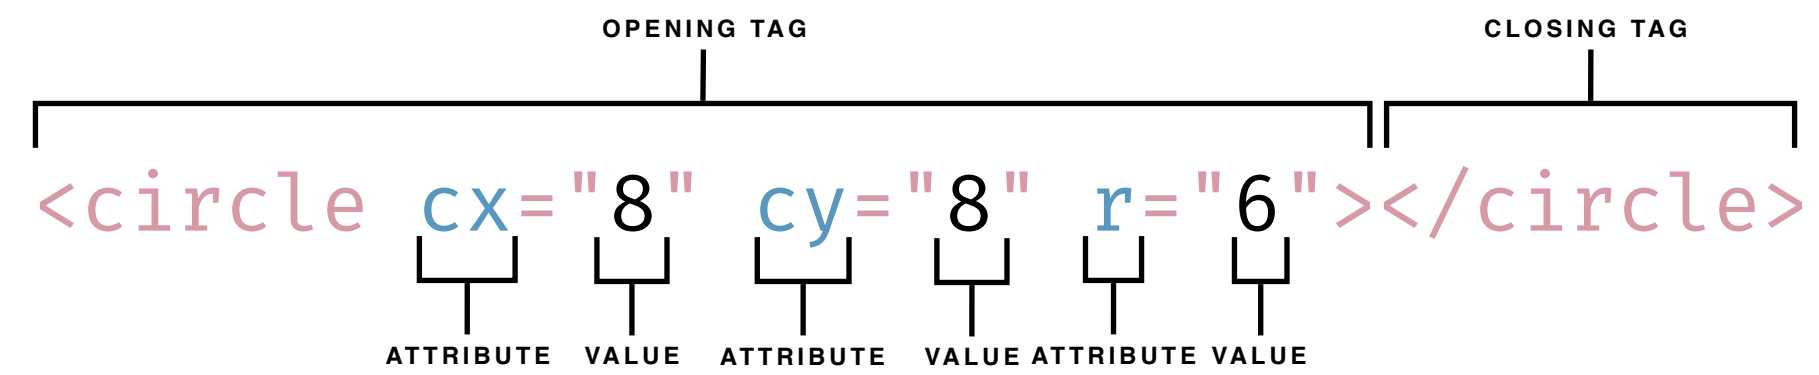 OPENING TAG CLOSING TAG
<circle cx="8" cy="8" r="6"></circle>
ATTRIBUTE VALUE ATTRIBUTE VALUE ATTRIBUTE VALUE